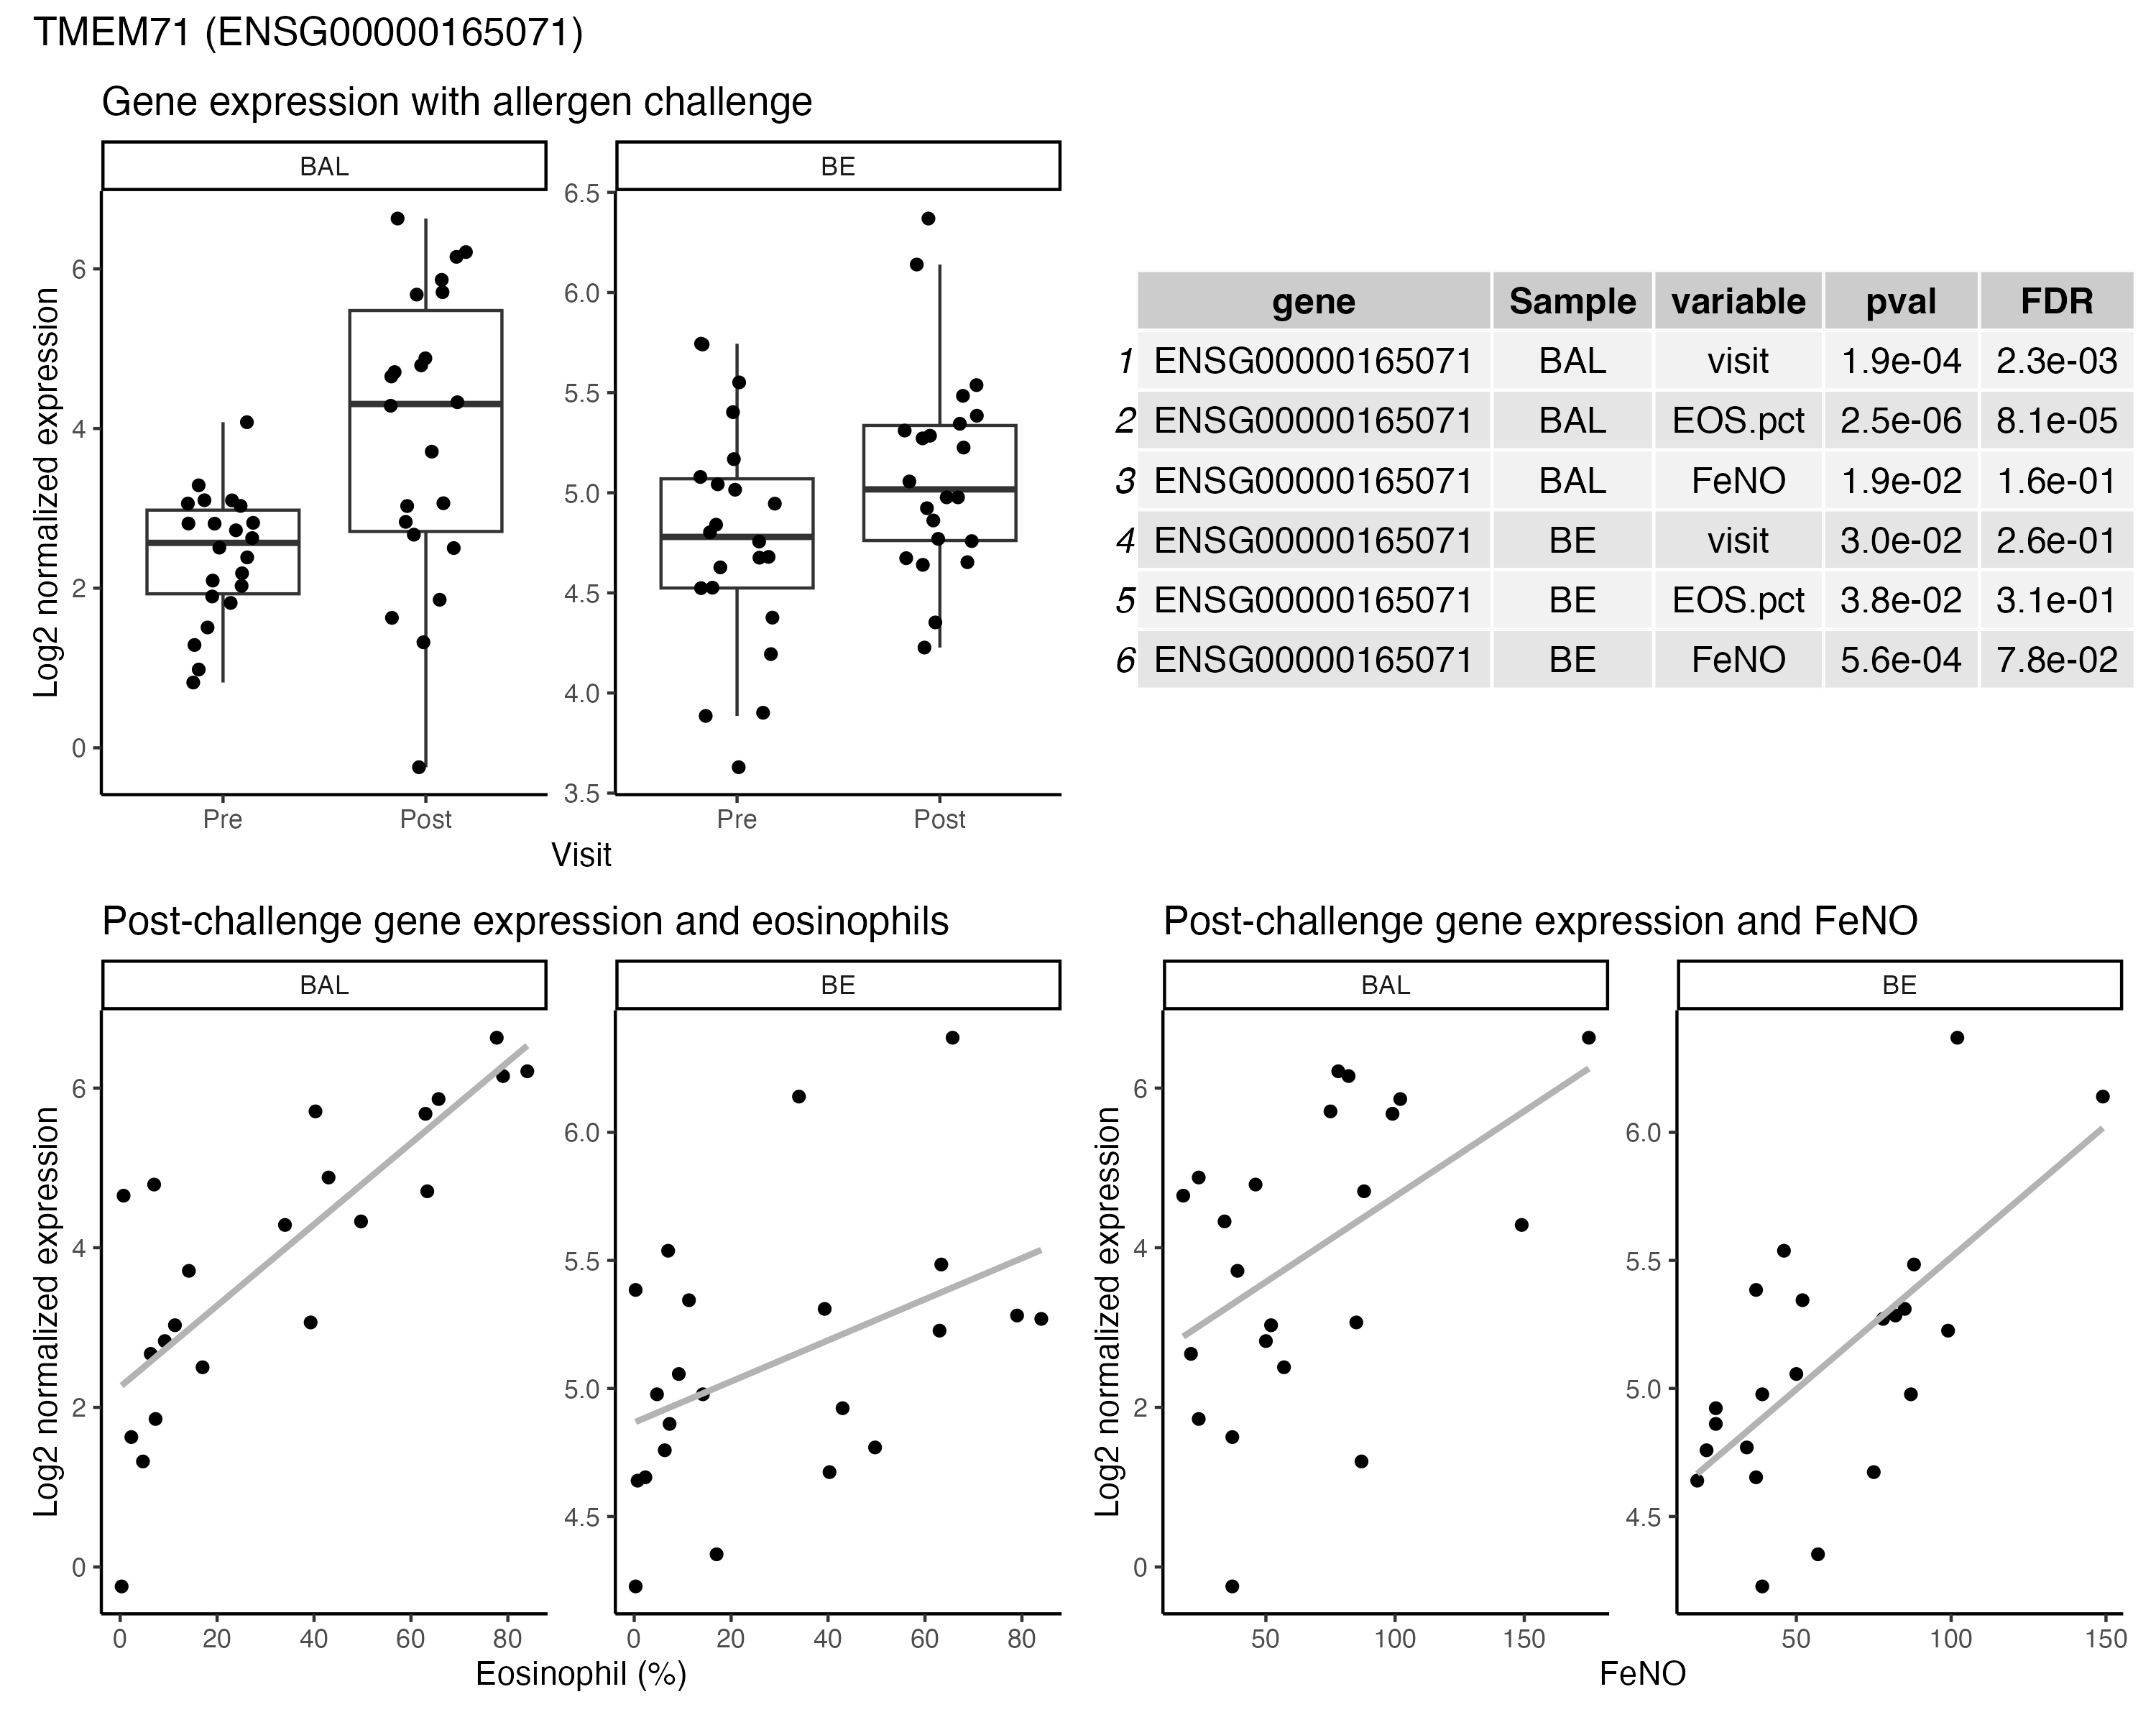 TMEM71 (ENSG00000165071)
Gene expression with allergen challenge
BAL
BE
Log2 normalized expression
6
4
2
0
6.5
6.0
5.5
5.0
4.5
4.0
3.5
Pre Post
Pre Post
Visit
gene Sample variable pval FDR
1 ENSG00000165071 BAL visit 1.9e-04 2.3e-03
2 ENSG00000165071 BAL EOS.pct 2.5e-06 8.1e-05
3 ENSG00000165071 BAL FeNO 1.9e-02 1.6e-01
4 ENSG00000165071 BE visit 3.0e-02 2.6e-01
5 ENSG00000165071 BE EOS.pct 3.8e-02 3.1e-01
6 ENSG00000165071 BE FeNO 5.6e-04 7.8e-02
Post-challenge gene expression and eosinophils
BAL
BE
Log2 normalized expression
6
4
2
0
6.0
5.5
5.0
4.5
0 20 40 60 80
0 20 40 60 80
Eosinophil (%)
Post-challenge gene expression and FeNO
BAL
BE
Log2 normalized expression
6
4
2
0
6.0
5.5
5.0
4.5
50 100 150
50 100 150
FeNO